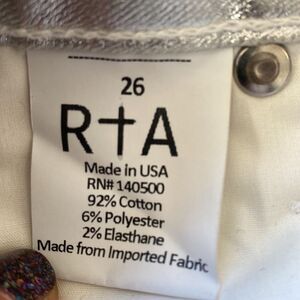 26
R†A
Made in USA
RN# 140500
92% Cotton
6% Polyester
2% Elasthane
Made from Imported Fabric